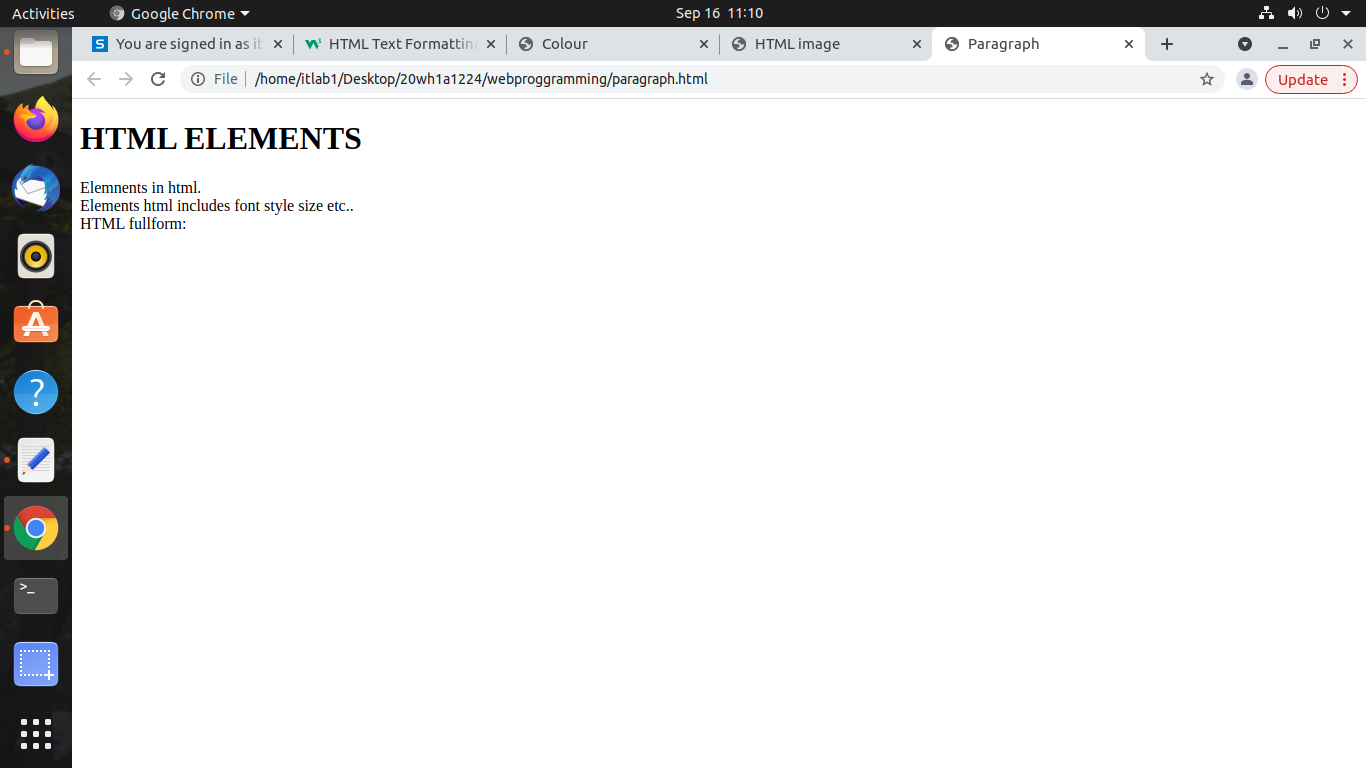 Activities Google Chrome Sep 16 11:10
You are signed in as it HTML Text Formatting Colour HTML image Paragraph
File /home/itlab1/Desktop/20wh1a1224/webproggramming/paragraph.html Update
HTML ELEMENTS
Elemnents in html.
Elements html includes font style size etc..
HTML fullform: